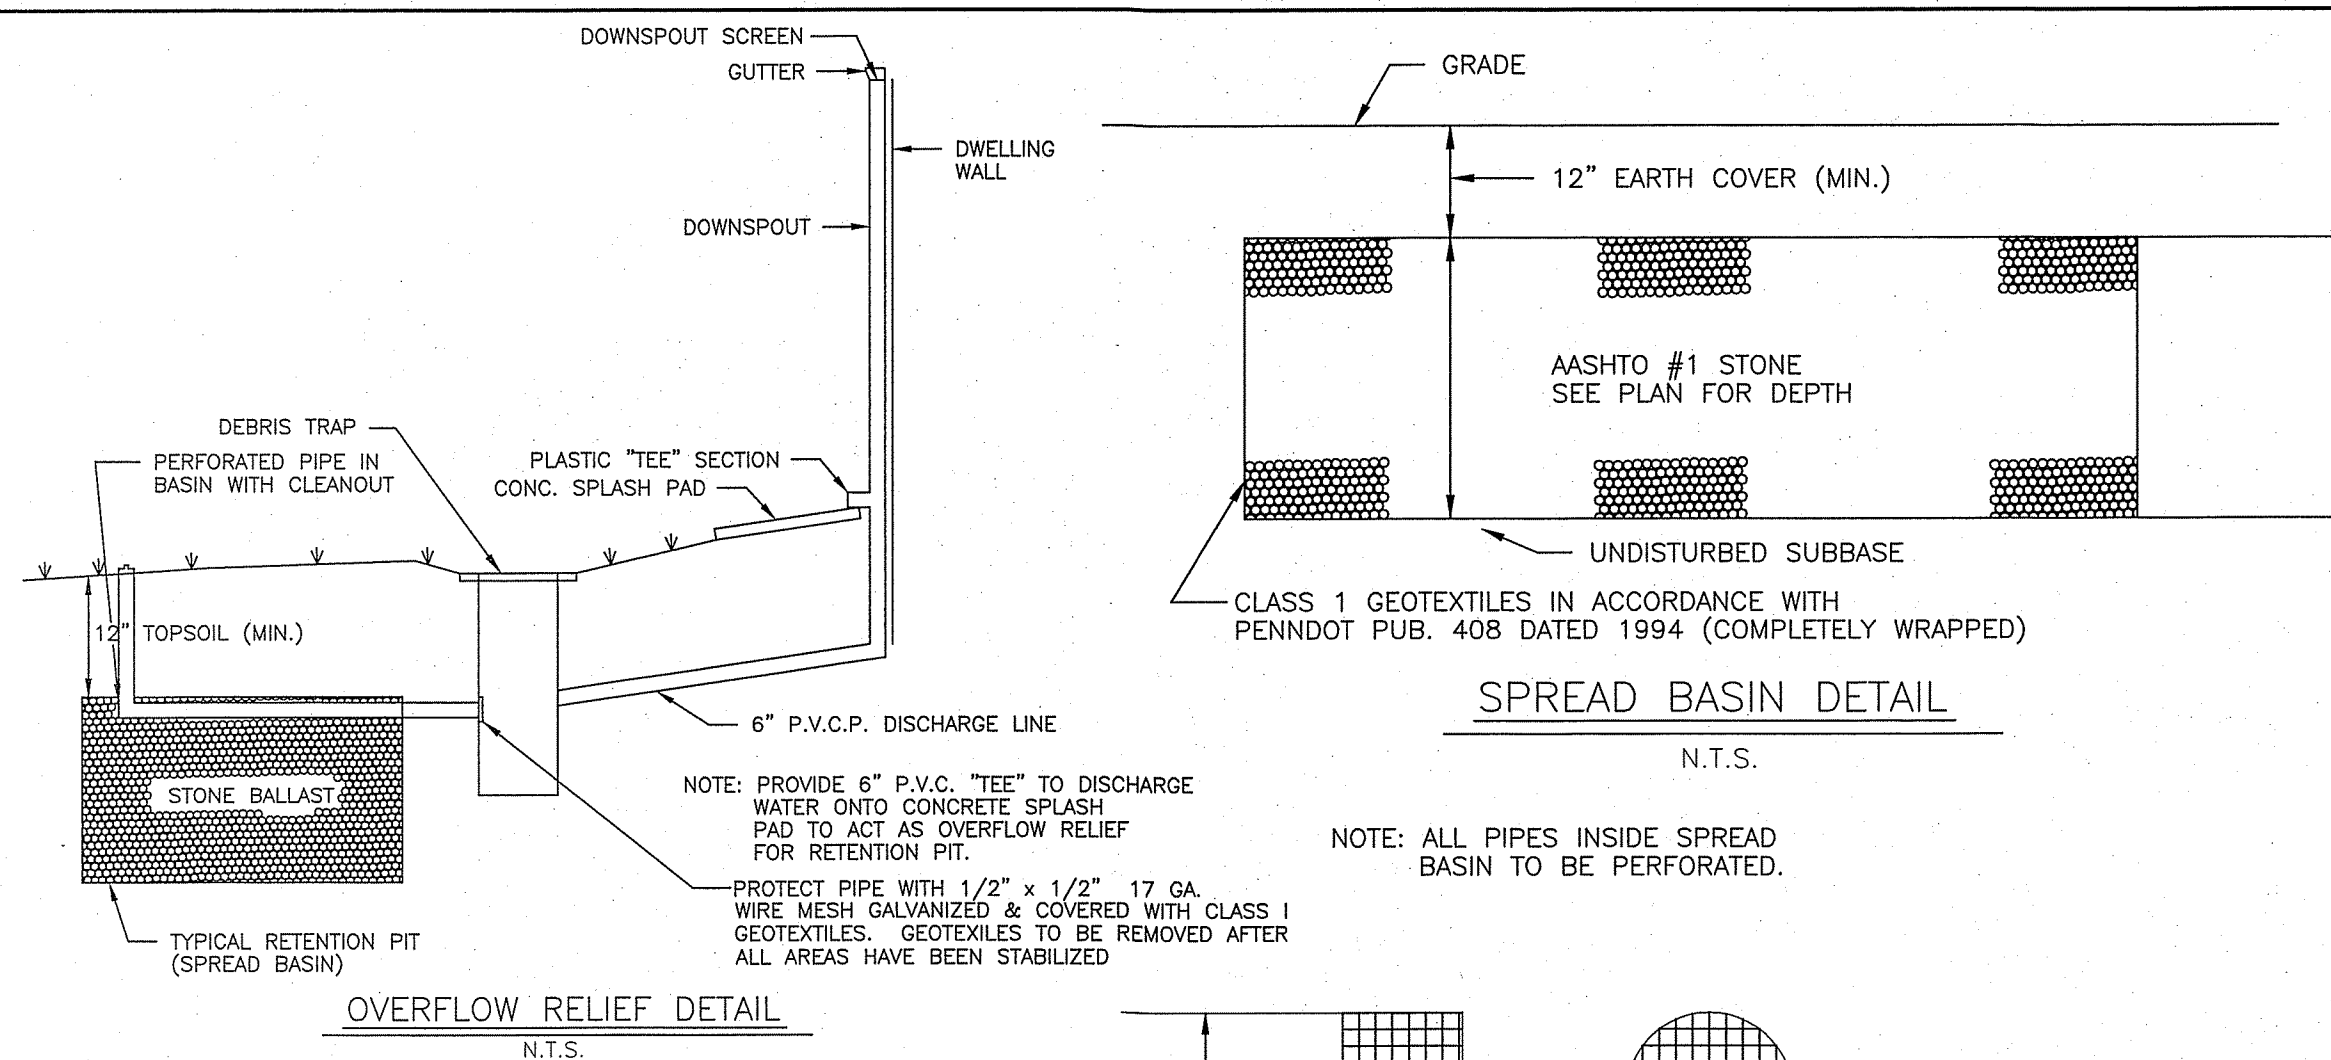 DOWNSPOUT SCREEN
GUTTER
DWELLING
WALL
DOWNSPOUT
DEBRIS TRAP
PERFORATED PIPE IN
BASIN WITH CLEANOUT
PLASTIC "TEE" SECTION
CONC. SPLASH PAD
12" TOPSOIL (MIN.)
6" P.V.C.P. DISCHARGE LINE
STONE BALLAST
NOTE: PROVIDE 6" P.V.C. "TEE" TO DISCHARGE
WATER ONTO CONCRETE SPLASH
PAD TO ACT AS OVERFLOW RELIEF
FOR RETENTION PIT.
PROTECT PIPE WITH 1/2" x 1/2" 17 GA.
WIRE MESH GALVANIZED & COVERED WITH CLASS I
GEOTEXTILES. GEOTEXILES TO BE REMOVED AFTER
ALL AREAS HAVE BEEN STABILIZED
TYPICAL RETENTION PIT
(SPREAD BASIN)
OVERFLOW RELIEF DETAIL
N.T.S.
GRADE
12" EARTH COVER (MIN.)
AASHTO #1 STONE
SEE PLAN FOR DEPTH
UNDISTURBED SUBBASE
CLASS 1 GEOTEXTILES IN ACCORDANCE WITH
PENNDOT PUB. 408 DATED 1994 (COMPLETELY WRAPPED)
SPREAD BASIN DETAIL
N.T.S.
NOTE: ALL PIPES INSIDE SPREAD
BASIN TO BE PERFORATED.